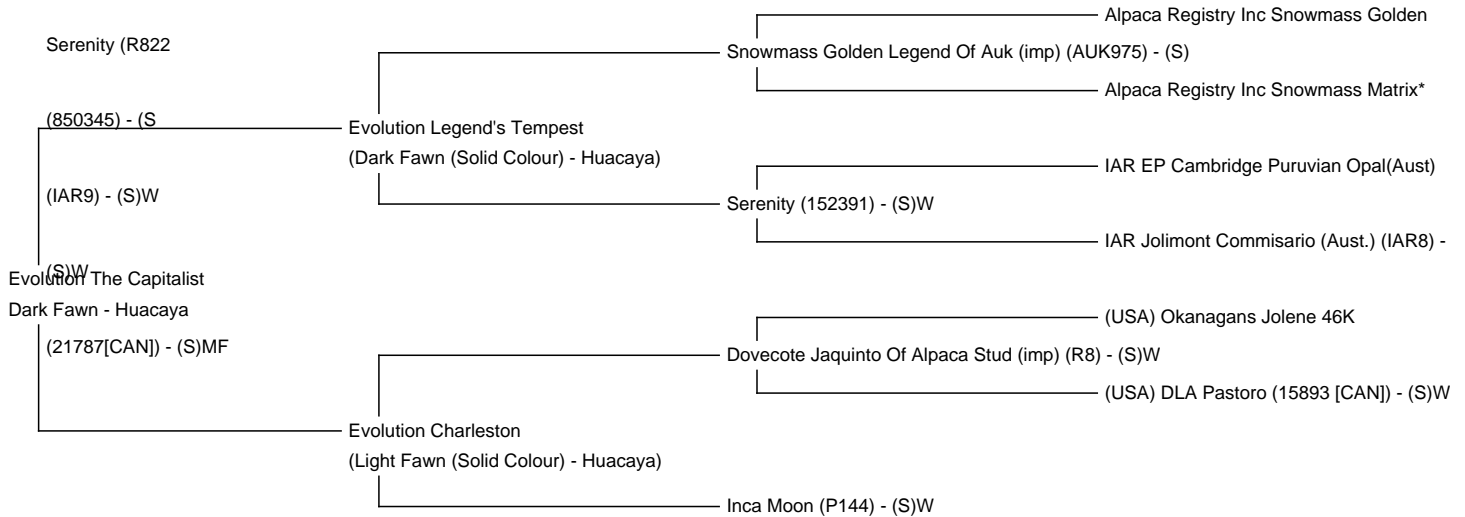 Alpaca Registry Inc Snowmass Golden
Serenity (R822
Snowmass Golden Legend Of Auk (imp) (AUK975) - (S)
Alpaca Registry Inc Snowmass Matrix*
(850345) - (S
Evolution Legend's Tempest
(Dark Fawn (Solid Colour) - Huacaya)
IAR EP Cambridge Puruvian Opal(Aust)
(IAR9) - (S)W
Serenity (152391) - (S)W
IAR Jolimont Commisario (Aust.) (IAR8) -
(S)W
Evolution The Capitalist
Dark Fawn - Huacaya
(USA) Okanagans Jolene 46K
(21787[CAN]) - (S)MF
Dovecote Jaquinto Of Alpaca Stud (imp) (R8) - (S)W
(USA) DLA Pastoro (15893 [CAN]) - (S)W
Evolution Charleston
(Light Fawn (Solid Colour) - Huacaya)
Inca Moon (P144) - (S)W